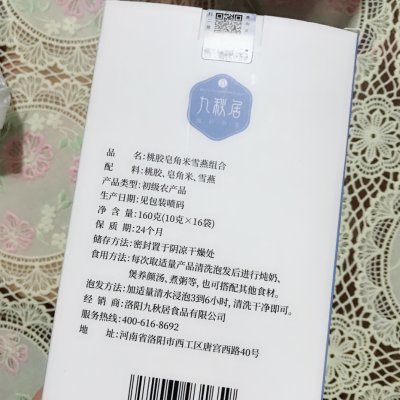 九秋居
品 名:桃胶皂角米雪燕组合
配 料:桃胶、皂角米、雪燕
产品类型:初级农产品
生产日期:见包装喷码
净 含 量:160克(10克×16袋)
保 质 期:24个月
储存方法:密封置于阴凉干燥处
食用方法:每次取适量产品清洗泡发后进行炖奶、
煲养颜汤、煮粥等,也可搭配其他食材。
泡发方法:加适量清水浸泡3到6小时,清洗干净即可。
经 销 商:洛阳九秋居食品有限公司
服务热线:400-616-8692
地 址:河南省洛阳市西工区唐宫西路40号